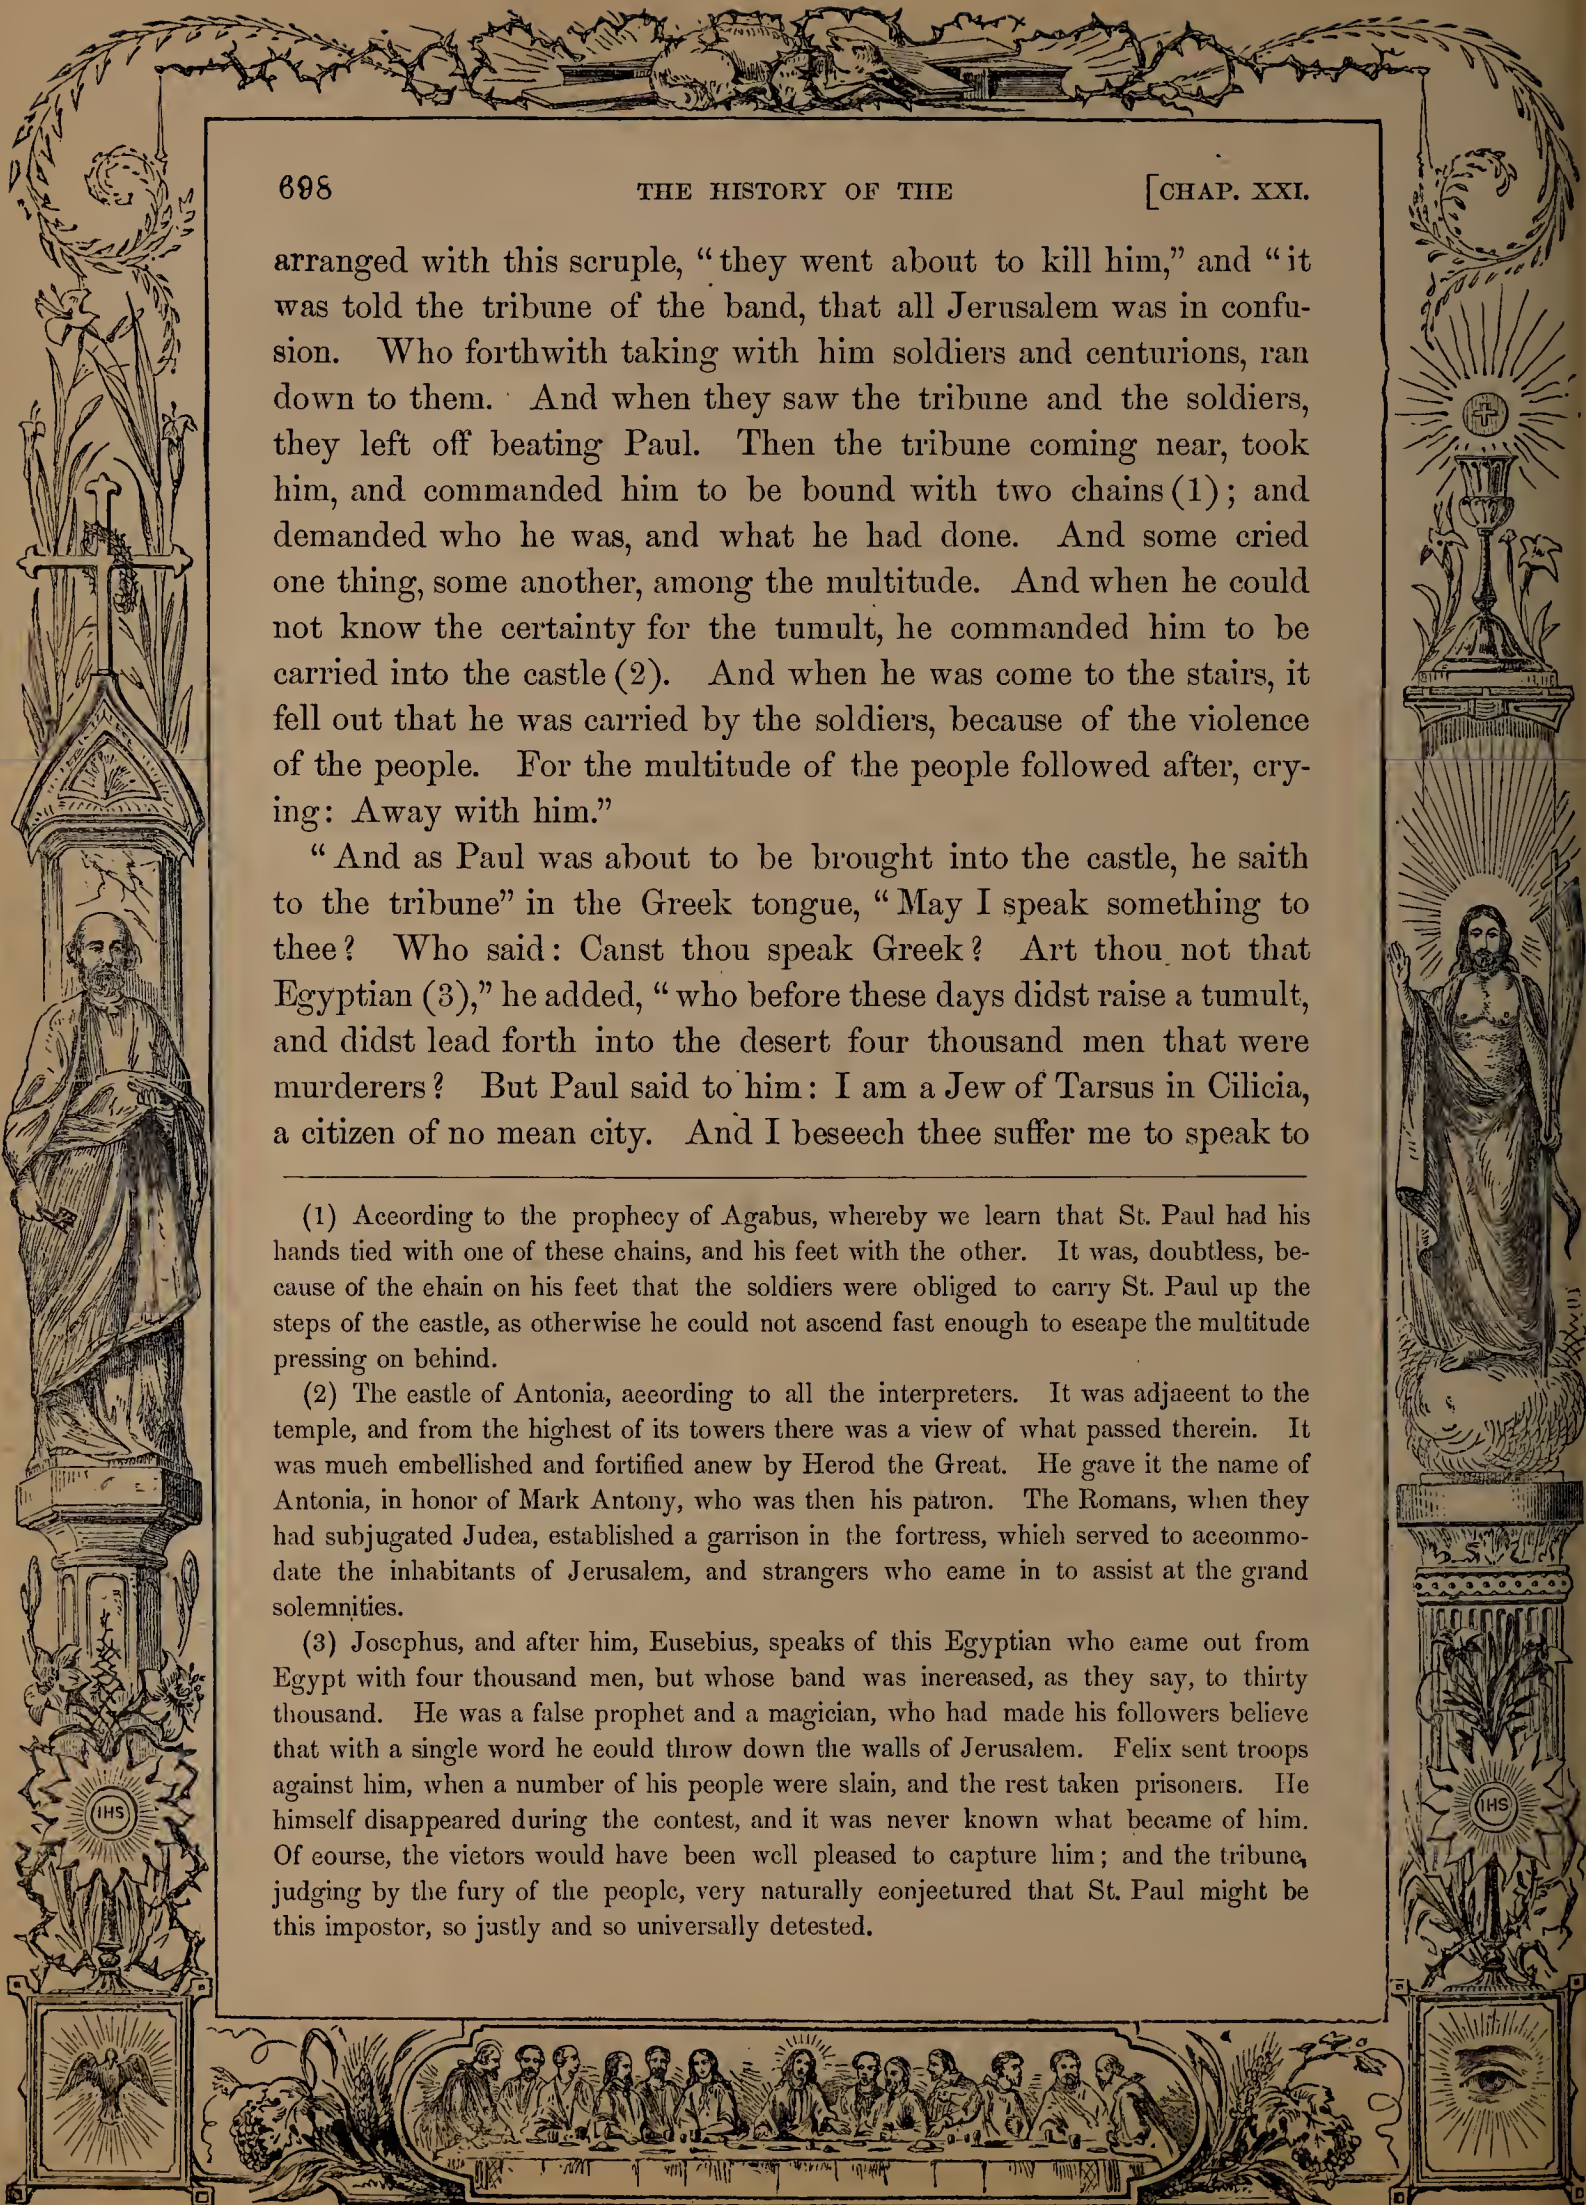 698 THE HISTORY OF THE [CHAP. XXI.
arranged with this scruple, “they went about to kill him,” and “it
was told the tribune of the band, that all Jerusalem was in confu-
sion. Who forthwith taking with him soldiers and centurions, ran
down to them. And when they saw the tribune and the soldiers,
they left off beating Paul. Then the tribune coming near, took
him, and commanded him to be bound with two chains (1); and
demanded who he was, and what he had done. And some cried
one thing, some another, among the multitude. And when he could
not know the certainty for the tumult, he commanded him to be
carried into the castle (2). And when he was come to the stairs, it
fell out that he was carried by the soldiers, because of the violence
of the people. For the multitude of the people followed after, cry-
ing: Away with him.”
“And as Paul was about to be brought into the castle, he saith
to the tribune” in the Greek tongue, “May I speak something to
thee? Who said: Canst thou speak Greek? Art thou not that
Egyptian (3),” he added, “who before these days didst raise a tumult,
and didst lead forth into the desert four thousand men that were
murderers? But Paul said to him: I am a Jew of Tarsus in Cilicia,
a citizen of no mean city. And I beseech thee suffer me to speak to
(1) According to the prophecy of Agabus, whereby we learn that St. Paul had his
hands tied with one of these chains, and his feet with the other. It was, doubtless, be-
cause of the chain on his feet that the soldiers were obliged to carry St. Paul up the
steps of the castle, as otherwise he could not ascend fast enough to escape the multitude
pressing on behind.
(2) The castle of Antonia, according to all the interpreters. It was adjacent to the
temple, and from the highest of its towers there was a view of what passed therein. It
was much embellished and fortified anew by Herod the Great. He gave it the name of
Antonia, in honor of Mark Antony, who was then his patron. The Romans, when they
had subjugated Judea, established a garrison in the fortress, which served to accommo-
date the inhabitants of Jerusalem, and strangers who came in to assist at the grand
solemnities.
(3) Josephus, and after him, Eusebius, speaks of this Egyptian who came out from
Egypt with four thousand men, but whose band was increased, as they say, to thirty
thousand. He was a false prophet and a magician, who had made his followers believe
that with a single word he could throw down the walls of Jerusalem. Felix sent troops
against him, when a number of his people were slain, and the rest taken prisoners. He
himself disappeared during the contest, and it was never known what became of him.
Of course, the victors would have been well pleased to capture him; and the tribune,
judging by the fury of the people, very naturally conjectured that St. Paul might be
this impostor, so justly and so universally detested.
IHS
IHS